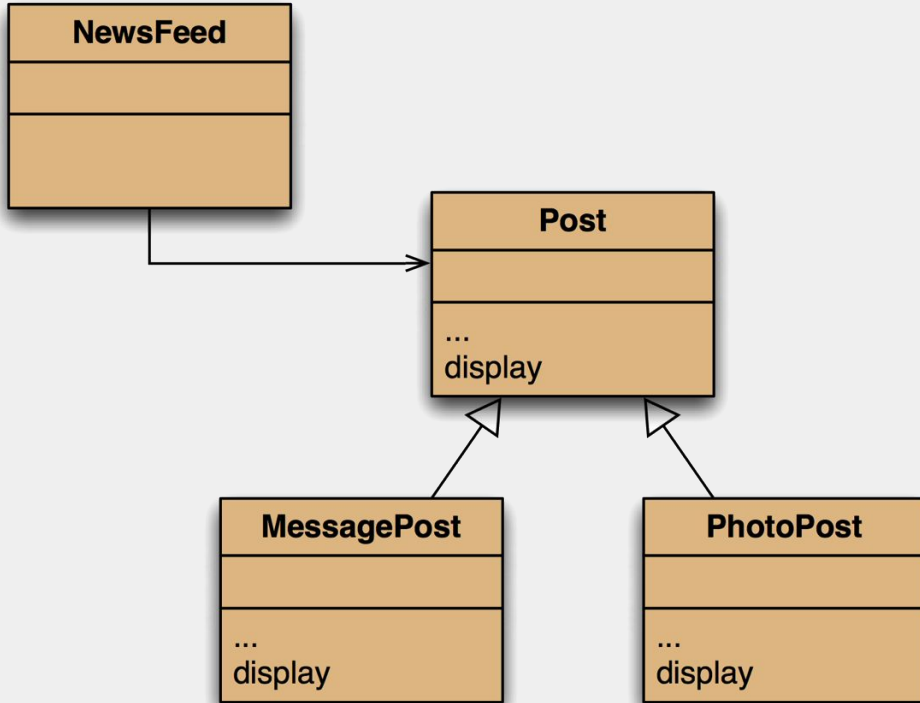 NewsFeed
Post
...
display
MessagePost
...
display
PhotoPost
...
display